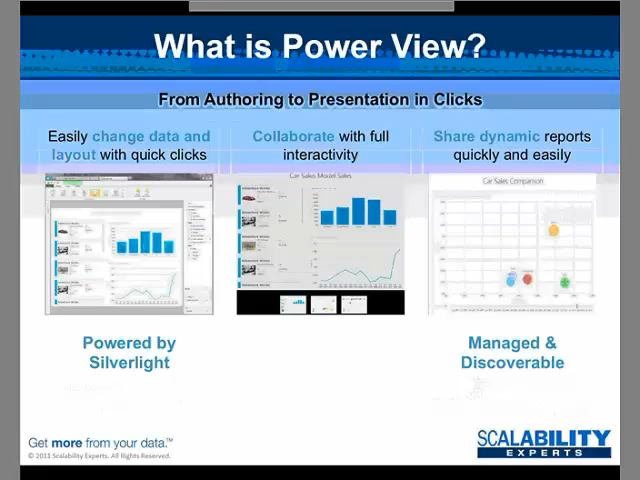 What is Power View?
From Authoring to Presentation in Clicks
Easily change data and
layout with quick clicks
Collaborate with full
interactivity
Share dynamic reports
quickly and easily
Car Sales Model Sales
Car Sales Comparison
Powered by
Silverlight
Managed &
Discoverable
Get more from your data.™
© 2011 Scalability Experts. All Rights Reserved.
SCALABILITY
EXPERTS